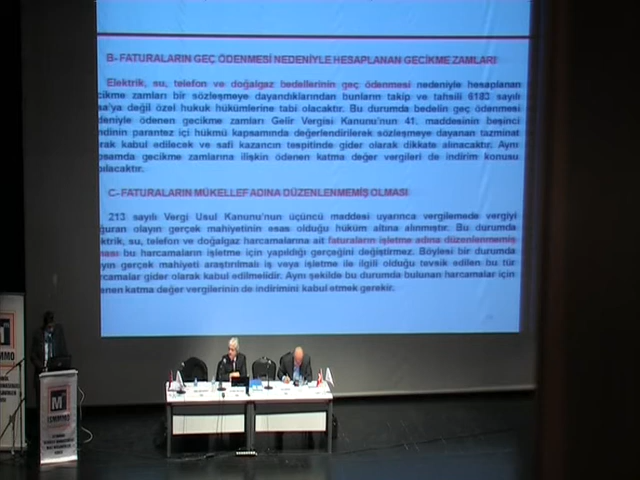 B- FATURALARIN GEÇ ÖDENMESİ NEDENİYLE HESAPLANAN GECİKME ZAMLARI
Elektrik, su, telefon ve doğalgaz bedellerinin geç ödenmesi nedeniyle hesaplanan
cikme zamları bir sözleşmeye dayandıklarından bunların takip ve tahsili 6183 sayılı
sa'ya değil özel hukuk hükümlerine tabi olacaktır. Bu durumda bedelin geç ödenmesi
deniyle ödenen gecikme zamları Gelir Vergisi Kanunu'nun 41. maddesinin beşinci
ndinin parantez içi hükmü kapsamında değerlendirilerek sözleşmeye dayanan tazminat
rak kabul edilecek ve safi kazancın tespitinde gider olarak dikkate alınacaktır. Aynı
psamda gecikme zamlarına ilişkin ödenen katma değer vergileri de indirim konusu
pılacaktır.
C- FATURALARIN MÜKELLEF ADINA DÜZENLENMEMİŞ OLMASI
213 sayılı Vergi Usul Kanunu'nun üçüncü maddesi uyarınca vergilemede vergiyi
ğuran olayın gerçek mahiyetinin esas olduğu hüküm altına alınmıştır. Bu durumda
ektrik, su, telefon ve doğalgaz harcamalarına ait faturaların işletme adına düzenlenmemiş
ması bu harcamaların işletme için yapıldığı gerçeğini değiştirmez. Böylesi bir durumda
ayın gerçek mahiyeti araştırılmalı iş veya işletme ile ilgili olduğu tevsik edilen bu tür
rcamalar gider olarak kabul edilmelidir. Aynı şekilde bu durumda bulunan harcamalar için
enen katma değer vergilerinin de indirimini kabul etmek gerekir.